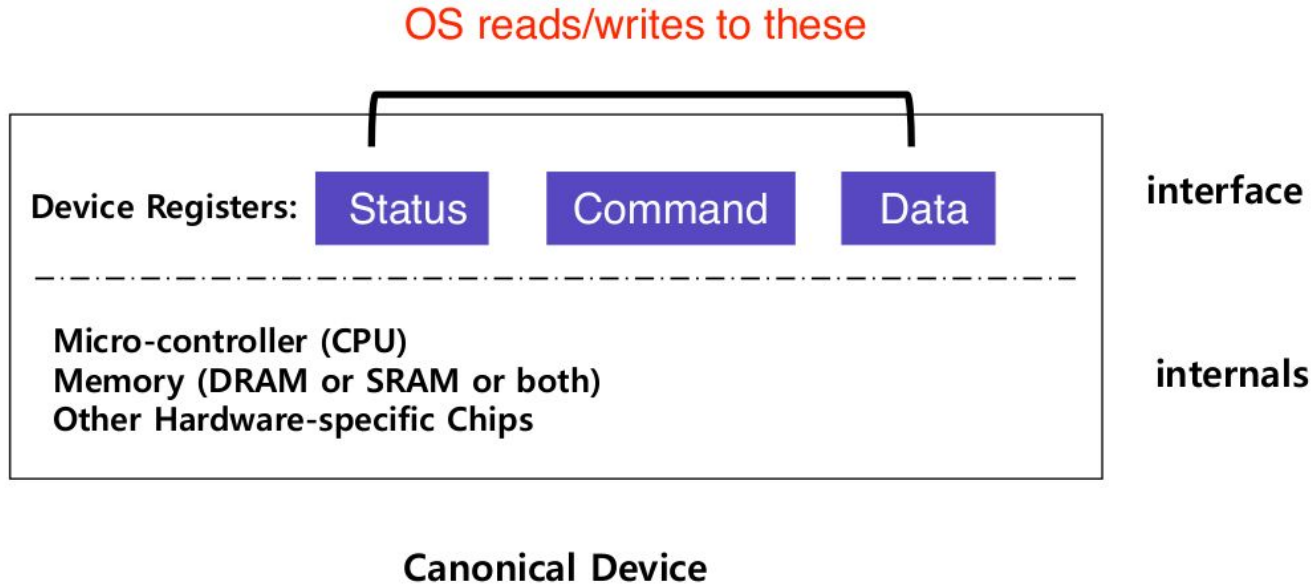 OS reads/writes to these
Device Registers: Status Command Data
interface
Micro-controller (CPU)
Memory (DRAM or SRAM or both)
Other Hardware-specific Chips
internals
Canonical Device